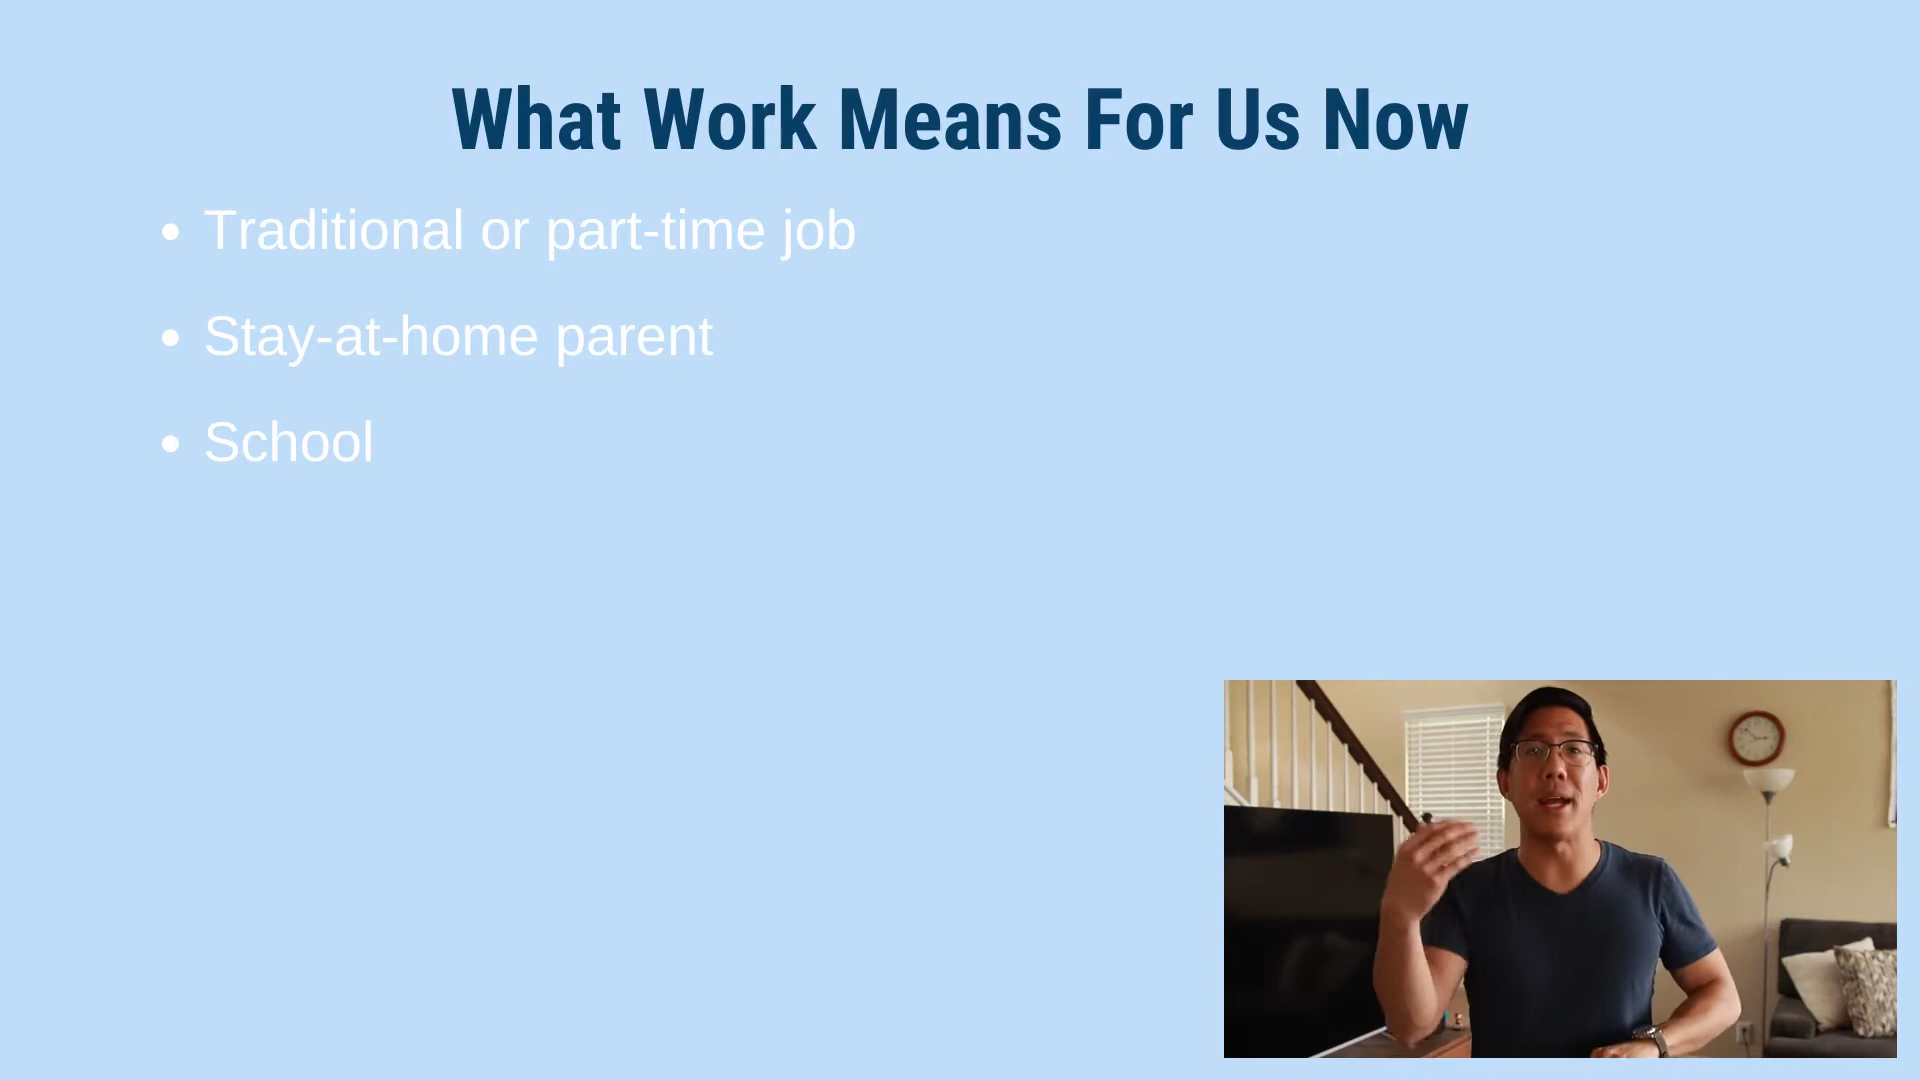 What Work Means For Us Now
• Traditional or part-time job
• Stay-at-home parent
• School